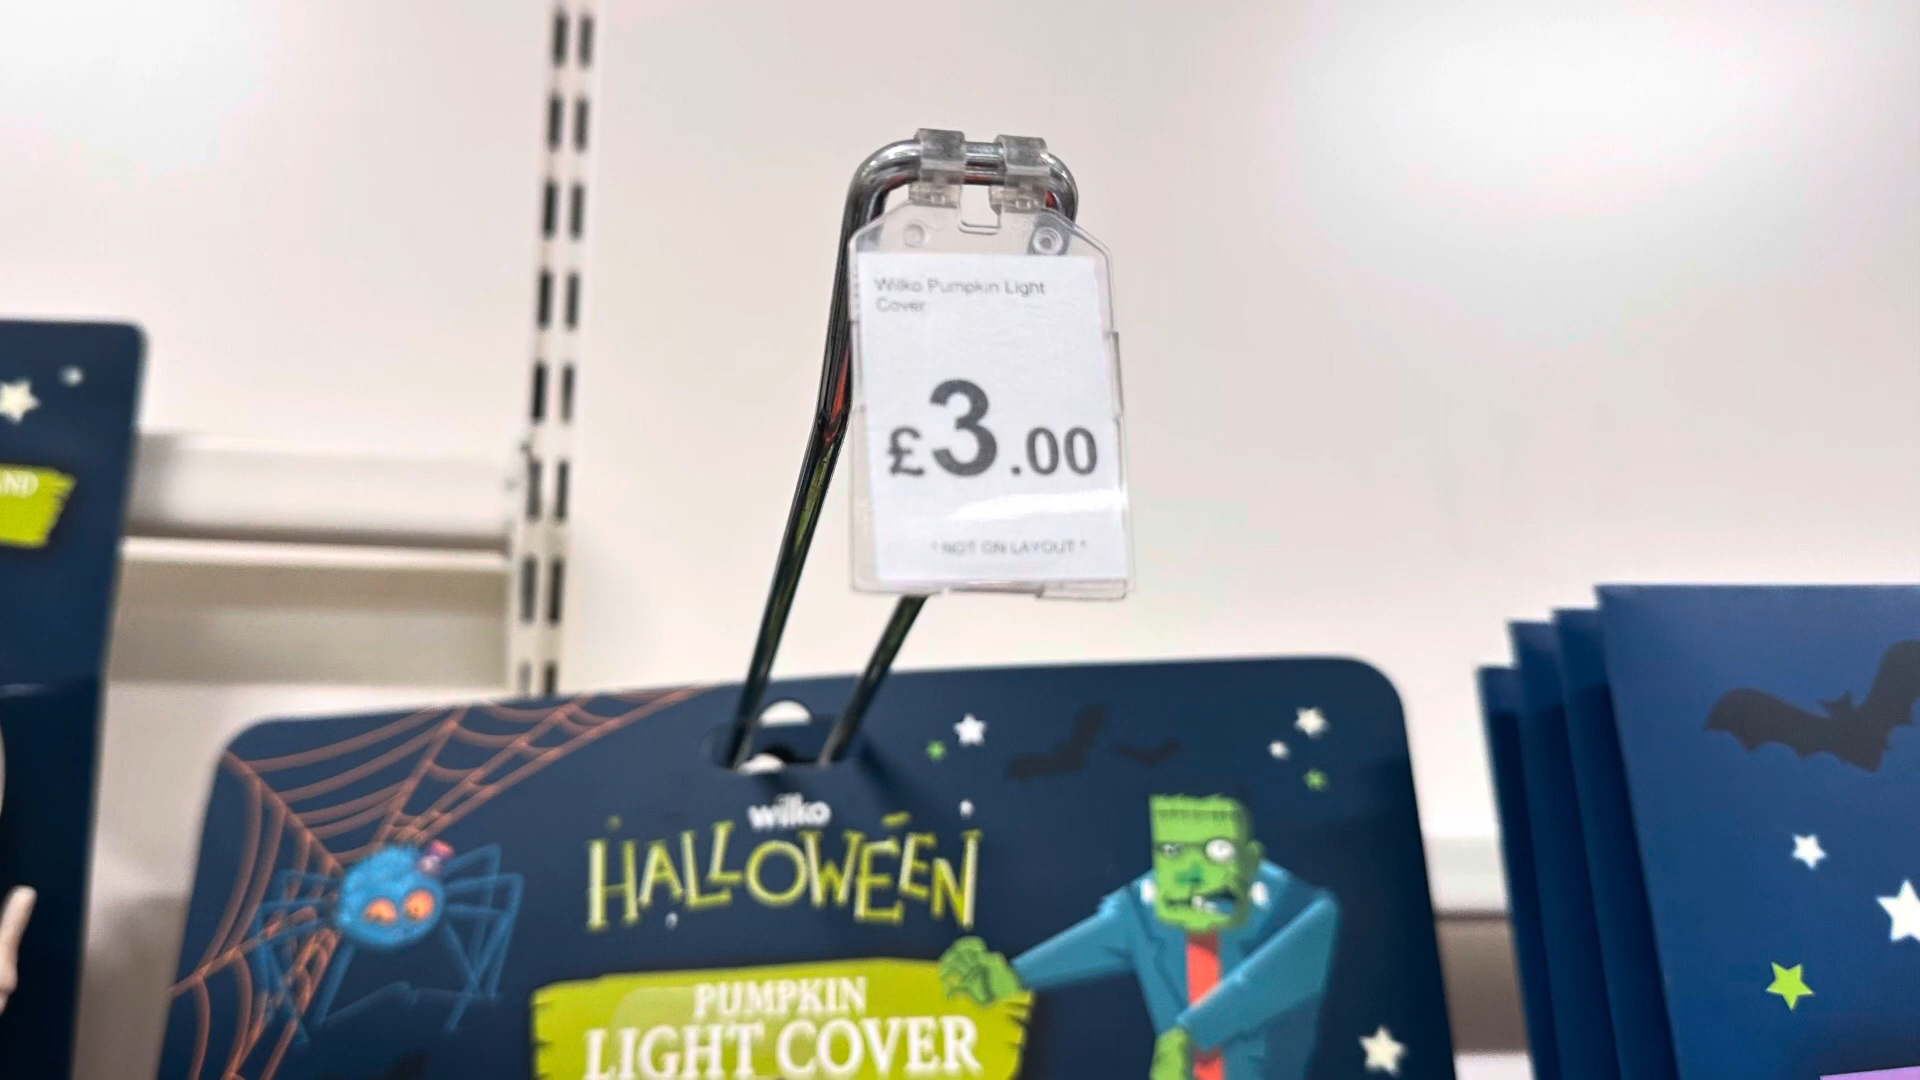 Wilko Pumpkin Light
Cover
£3.00
* NOT ON LAYOUT *
wilko
HALLOWEEN
PUMPKIN
LIGHT COVER